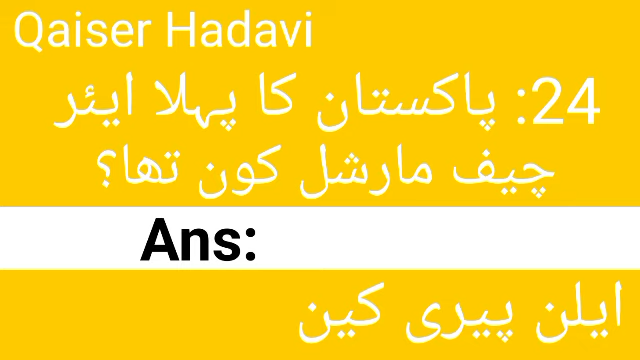 Qaiser Hadavi
24: پاکستان کا پہلا ایئر
چیف مارشل کون تھا؟
Ans:
ایلن پیری کین